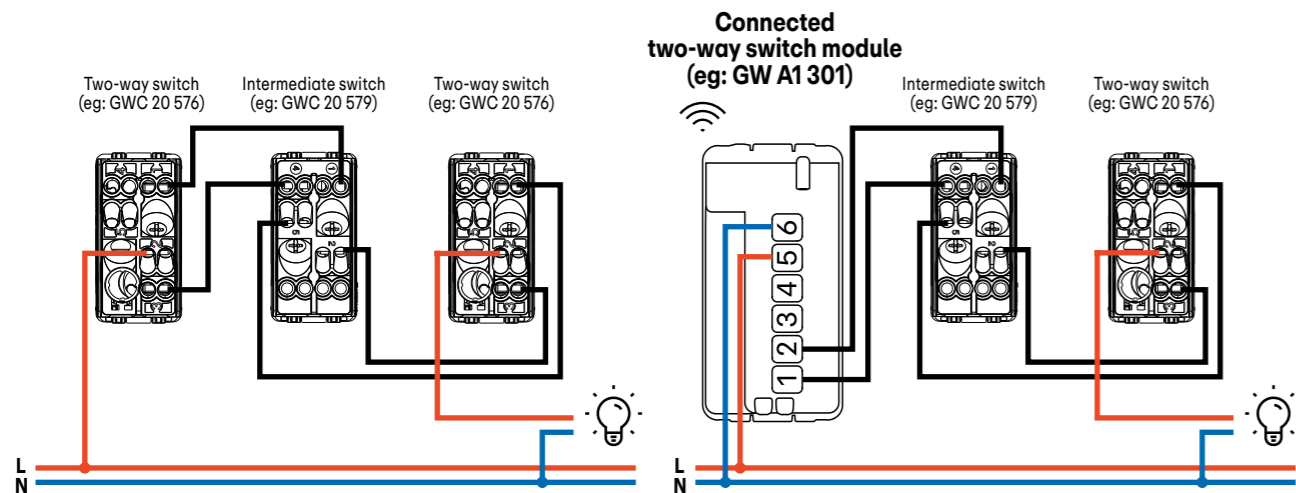 Connected
two-way switch module
(eg: GW A1 301)
Two-way switch
(eg: GWC 20 576)
Intermediate switch
(eg: GWC 20 579)
Two-way switch
(eg: GWC 20 576)
Intermediate switch
(eg: GWC 20 579)
Two-way switch
(eg: GWC 20 576)
6
5
4
3
2
1
L
N
L
N